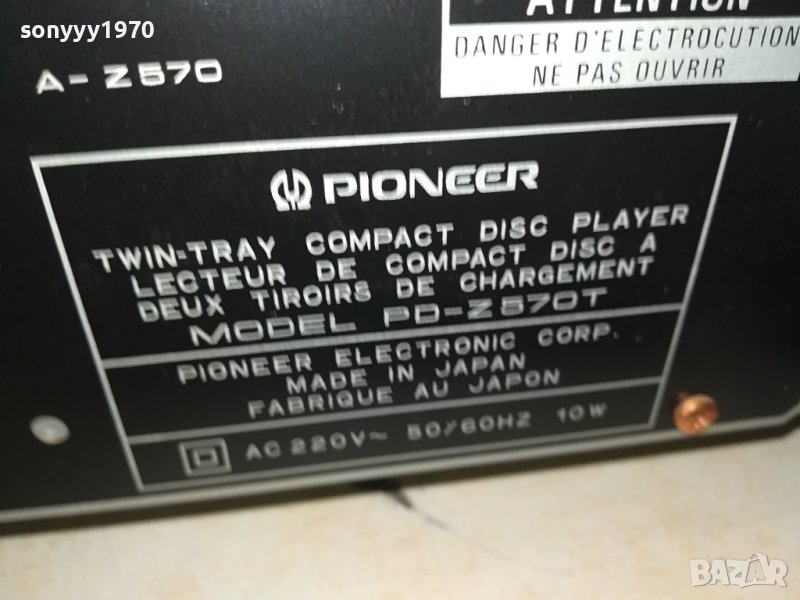 sonyyy1970
ATTENTION
DANGER D'ELECTROCUTION
NE PAS OUVRIR
A-Z570
PIONEER
TWIN-TRAY COMPACT DISC PLAYER
LECTEUR DE COMPACT DISC A
DEUX TIROIRS DE CHARGEMENT
MODEL PD-Z570T
PIONEER ELECTRONIC CORP.
MADE IN JAPAN
FABRIQUE AU JAPON
AC 220V~ 50/60HZ 10W
BAZAR